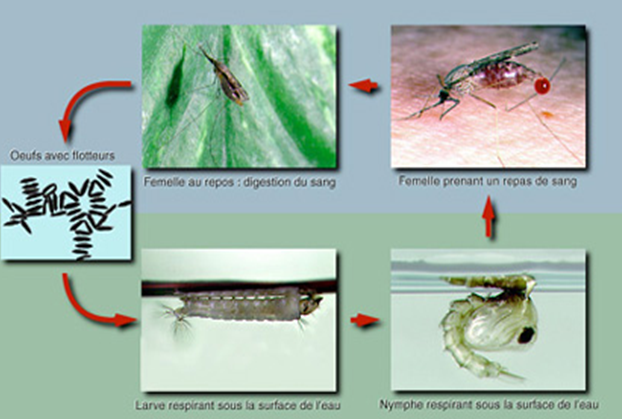 Oeufs avec flotteurs
Femelle au repos : digestion du sang
Femelle prenant un repas de sang
Larve respirant sous la surface de l'eau
Nymphe respirant sous la surface de l'eau